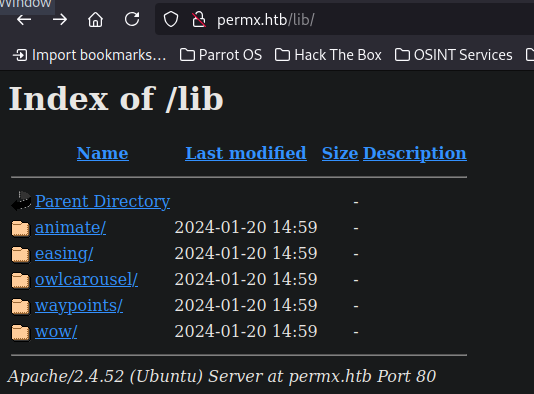 Window
permx.htb/lib/
Import bookmarks... Parrot OS Hack The Box OSINT Services
Index of /lib
Name Last modified Size Description
Parent Directory -
animate/ 2024-01-20 14:59 -
easing/ 2024-01-20 14:59 -
owlcarousel/ 2024-01-20 14:59 -
waypoints/ 2024-01-20 14:59 -
wow/ 2024-01-20 14:59 -
Apache/2.4.52 (Ubuntu) Server at permx.htb Port 80